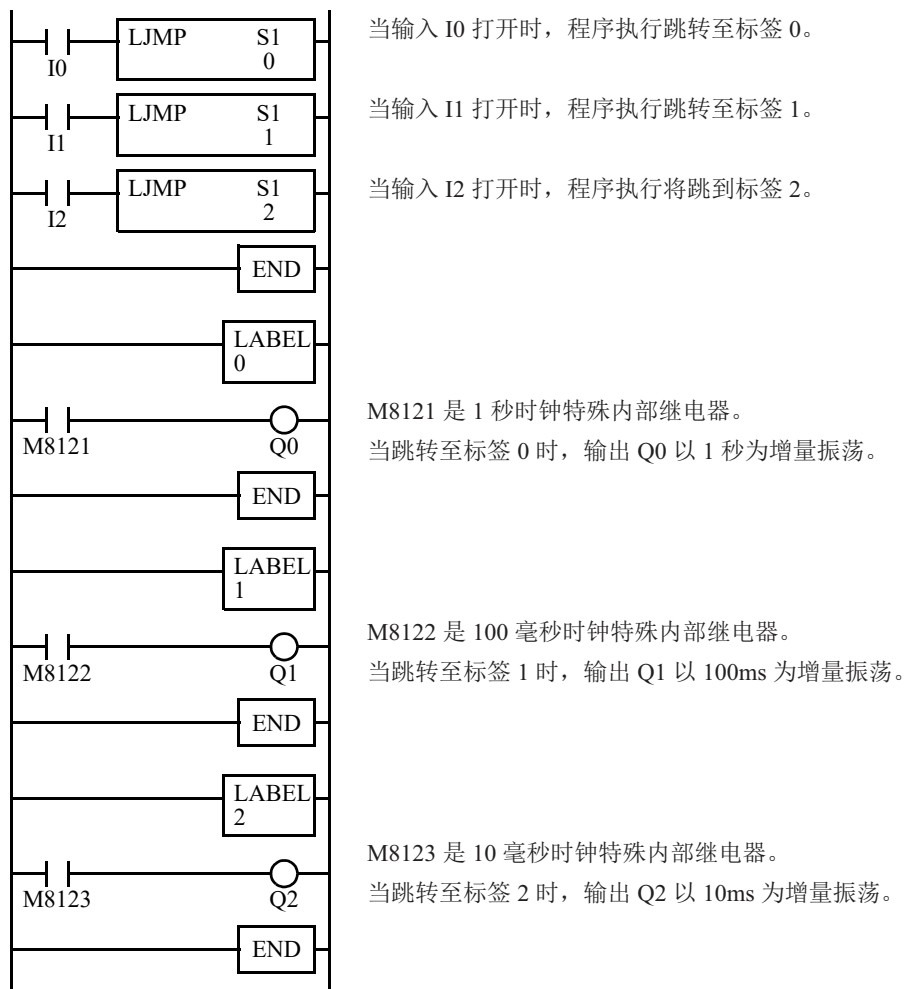 LJMP S1 当输入 I0 打开时，程序执行跳转至标签 0。
I0 0
LJMP S1 当输入 I1 打开时，程序执行跳转至标签 1。
I1 1
LJMP S1 当输入 I2 打开时，程序执行将跳到标签 2。
I2 2
END
LABEL
0
M8121 是 1 秒时钟特殊内部继电器。
M8121 Q0 当跳转至标签 0 时，输出 Q0 以 1 秒为增量振荡。
END
LABEL
1
M8122 是 100 毫秒时钟特殊内部继电器。
M8122 Q1 当跳转至标签 1 时，输出 Q1 以 100ms 为增量振荡。
END
LABEL
2
M8123 是 10 毫秒时钟特殊内部继电器。
M8123 Q2 当跳转至标签 2 时，输出 Q2 以 10ms 为增量振荡。
END